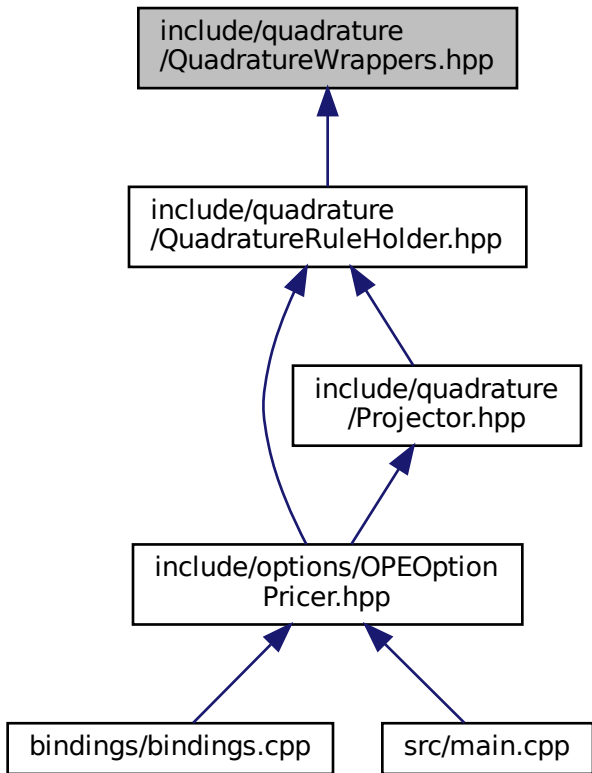 include/quadrature
/QuadratureWrappers.hpp
include/quadrature
/QuadratureRuleHolder.hpp
include/quadrature
/Projector.hpp
include/options/OPEOption
Pricer.hpp
bindings/bindings.cpp
src/main.cpp